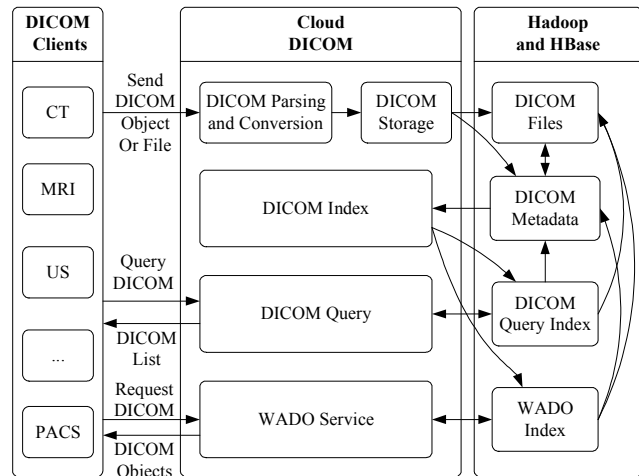 DICOM
Clients
CT
MRI
US
...
PACS
Send
DICOM
Object
Or File
Query
DICOM
DICOM
List
Request
DICOM
DICOM
Objects
Cloud
DICOM
DICOM Parsing
and Conversion
DICOM
Storage
DICOM Index
DICOM Query
WADO Service
Hadoop
and HBase
DICOM
Files
DICOM
Metadata
DICOM
Query Index
WADO
Index